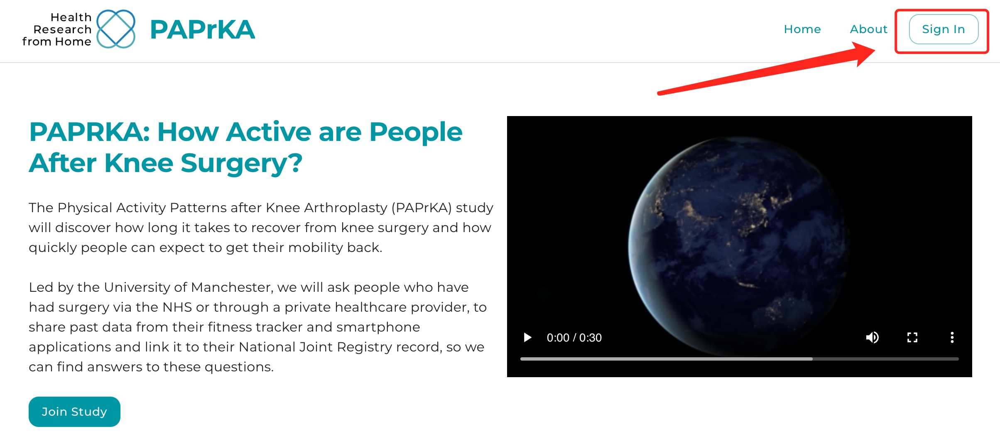 Health
Research
from Home
PAPrKA
Home
About
Sign In
PAPRKA: How Active are People
After Knee Surgery?
The Physical Activity Patterns after Knee Arthroplasty (PAPrKA) study
will discover how long it takes to recover from knee surgery and how
quickly people can expect to get their mobility back.
Led by the University of Manchester, we will ask people who have
had surgery via the NHS or through a private healthcare provider, to
share past data from their fitness tracker and smartphone
applications and link it to their National Joint Registry record, so we
can find answers to these questions.
0:00 / 0:30
Join Study